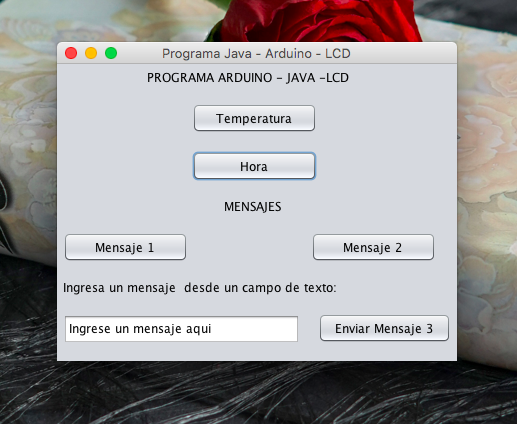 Programa Java - Arduino - LCD
PROGRAMA ARDUINO - JAVA -LCD
Temperatura
Hora
MENSAJES
Mensaje 1
Mensaje 2
Ingresa un mensaje  desde un campo de texto:
Ingrese un mensaje aqui
Enviar Mensaje 3